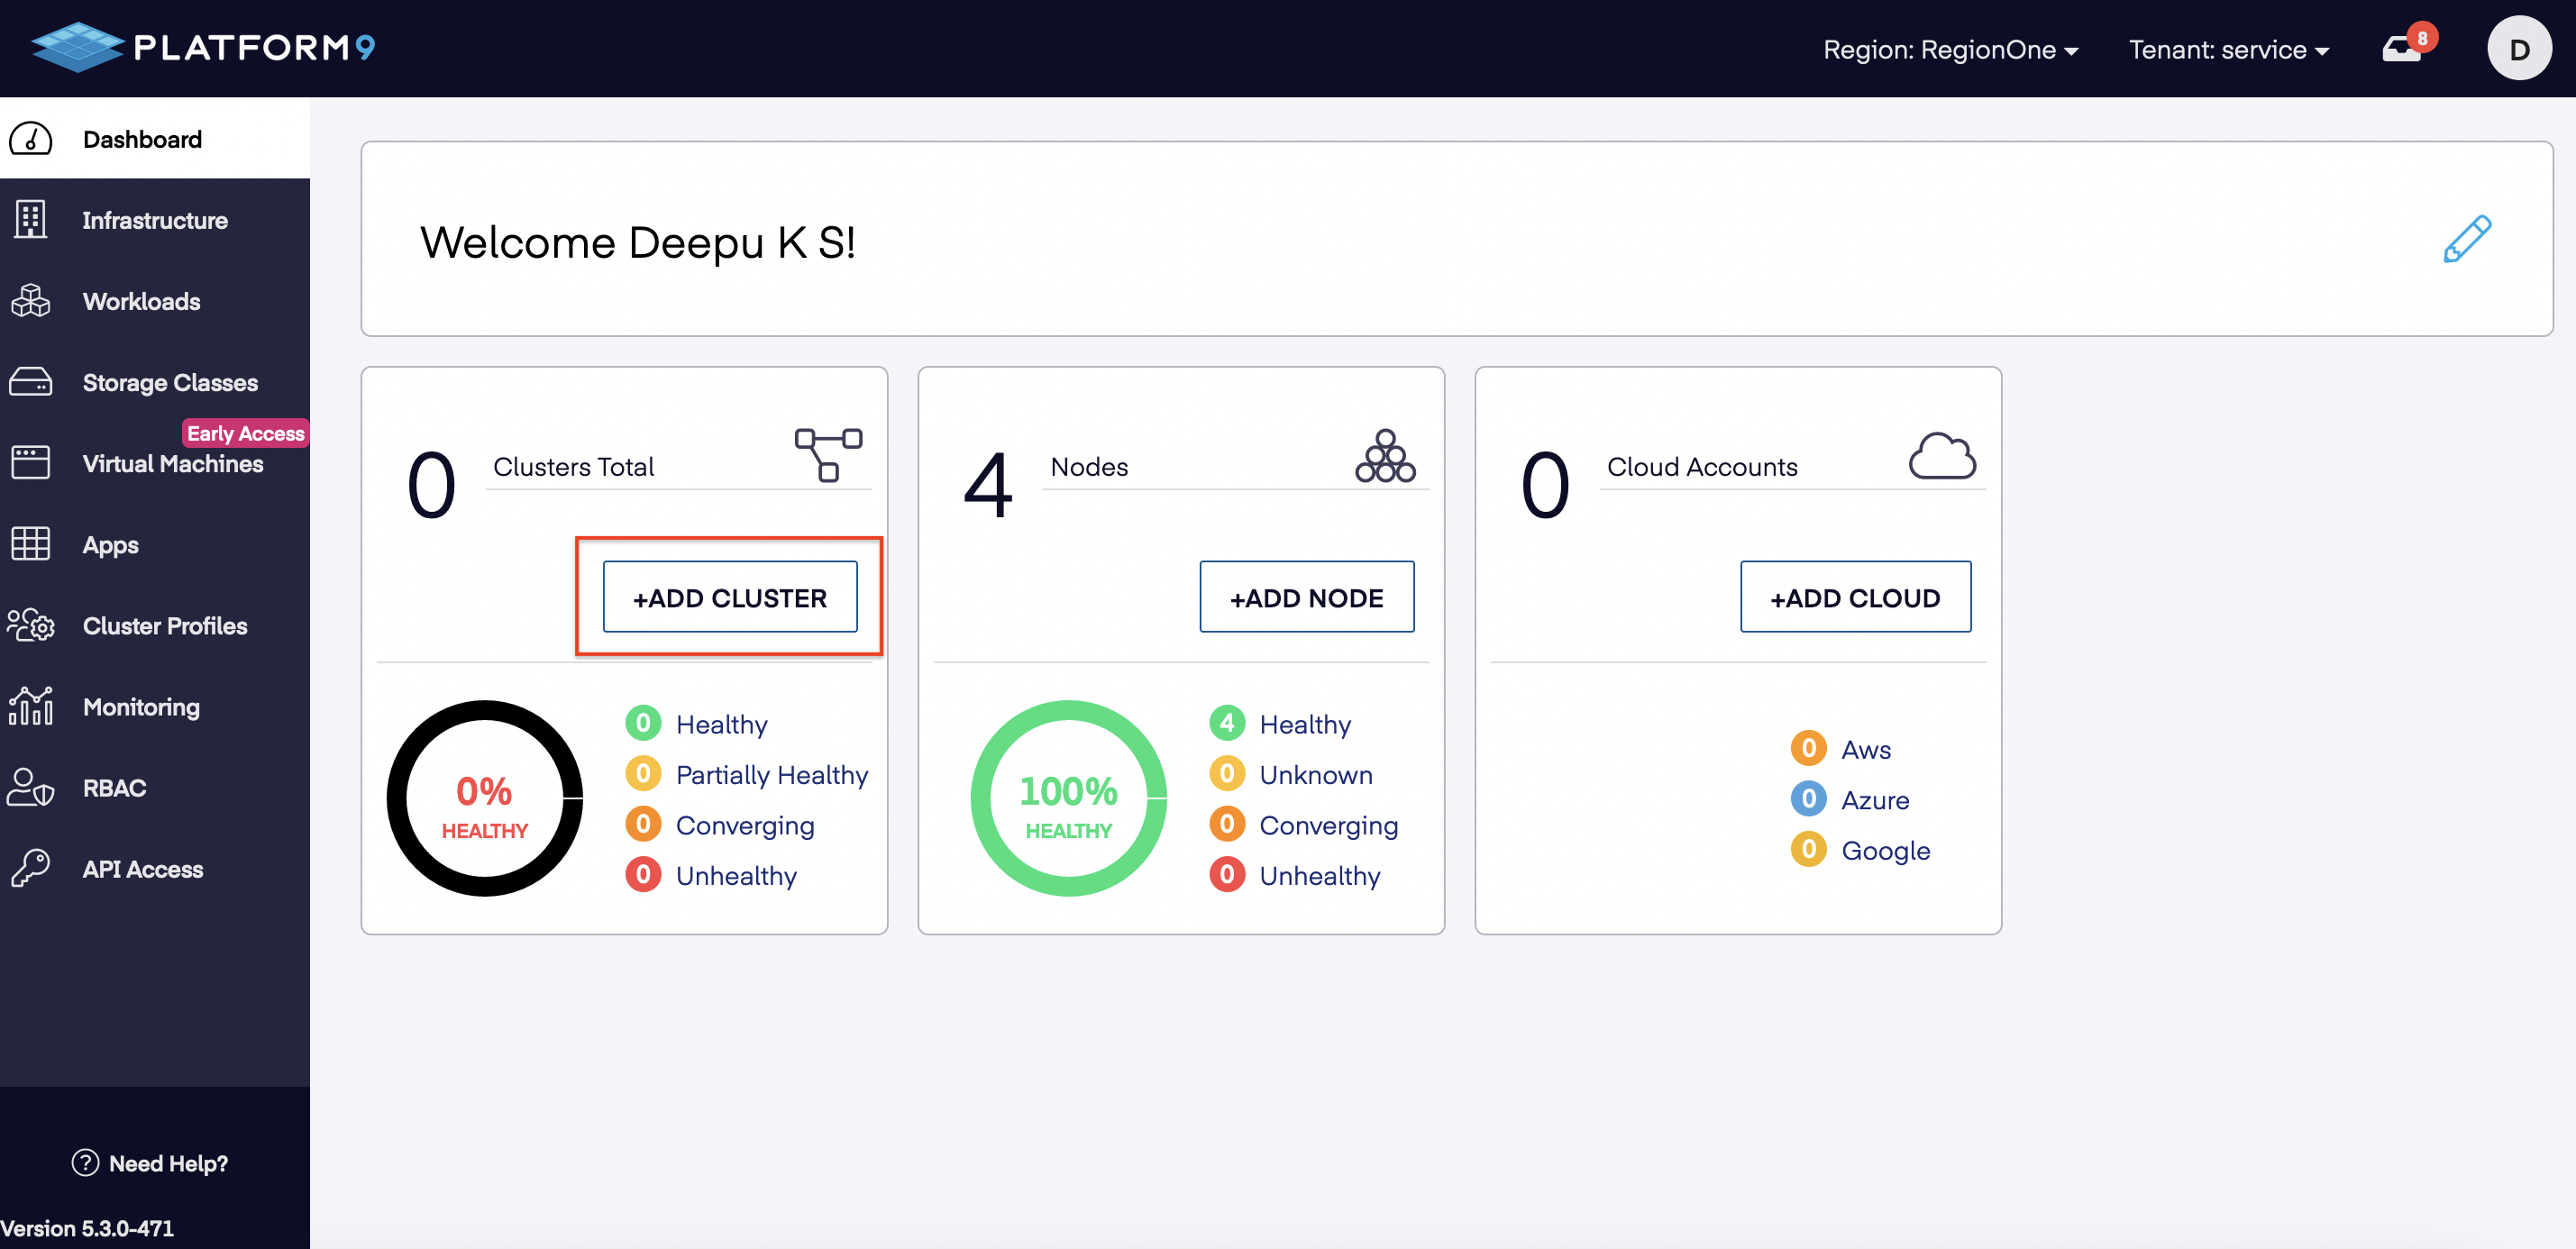 PLATFORM9
Region: RegionOne
Tenant: service
8
D
Dashboard
Infrastructure
Workloads
Storage Classes
Early Access
Virtual Machines
Apps
Cluster Profiles
Monitoring
RBAC
API Access
Need Help?
Version 5.3.0-471
Welcome Deepu K S!
0 Clusters Total
+ADD CLUSTER
0%
HEALTHY
0 Healthy
0 Partially Healthy
0 Converging
0 Unhealthy
4 Nodes
+ADD NODE
100%
HEALTHY
4 Healthy
0 Unknown
0 Converging
0 Unhealthy
0 Cloud Accounts
+ADD CLOUD
0 Aws
0 Azure
0 Google